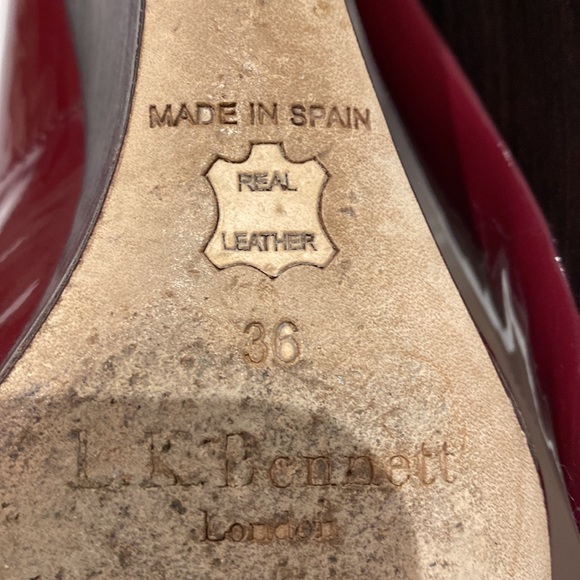 MADE IN SPAIN
REAL
LEATHER
36
L.K.Bennett
London